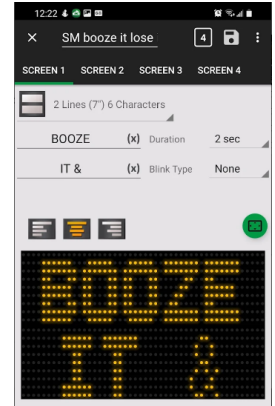 12:22
SM booze it lose
4
SCREEN 1 SCREEN 2 SCREEN 3 SCREEN 4
2 Lines (7") 6 Characters
BOOZE (x) Duration 2 sec
IT & (x) Blink Type None
BOOZE
IT &